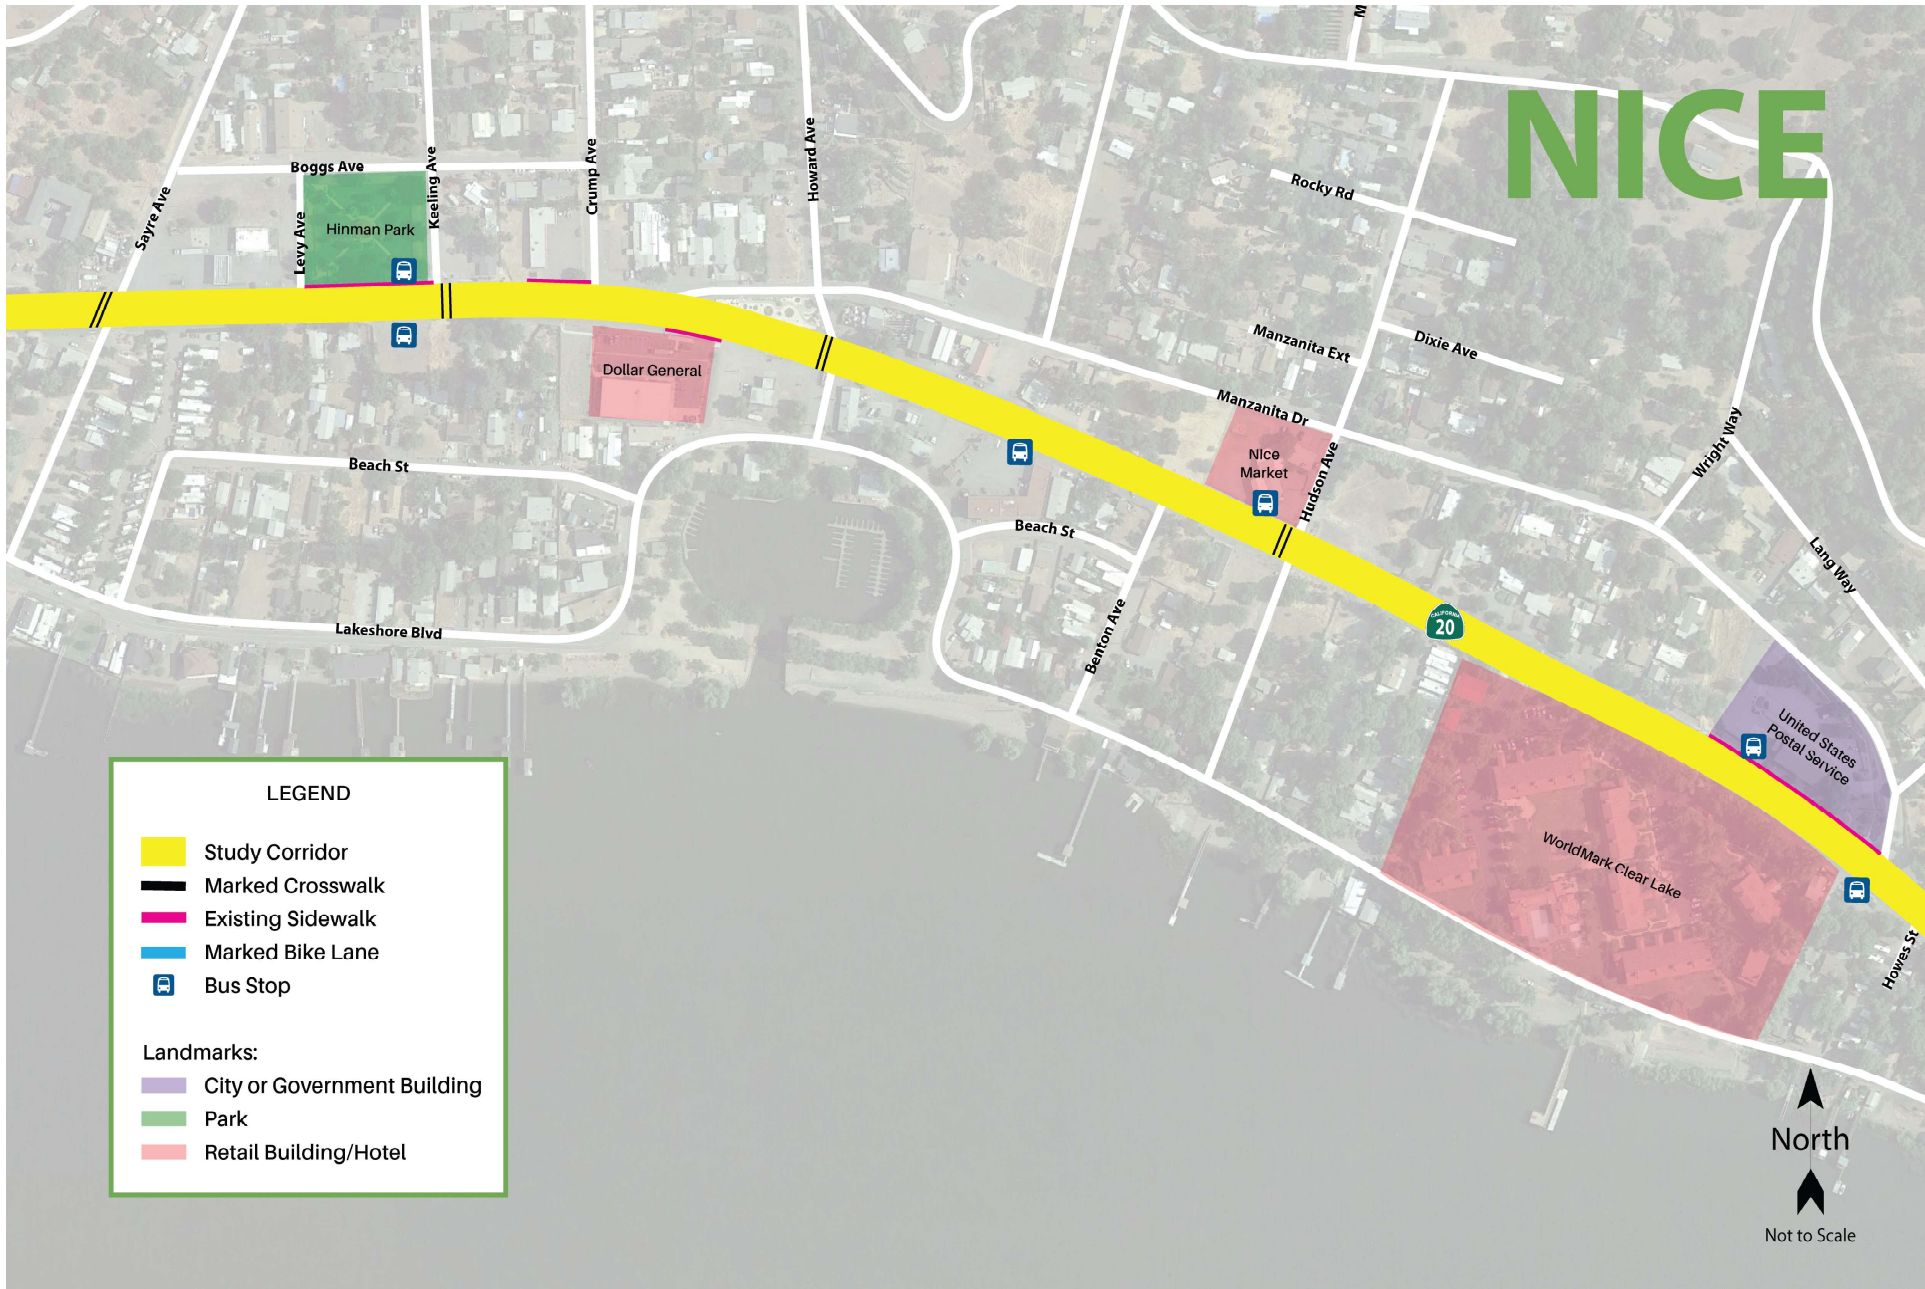 M
NICE
Boggs Ave
Sayre Ave
Levy Ave
Hinman Park
Keeling Ave
Crump Ave
Howard Ave
Rocky Rd
Manzanita Ext
Dixie Ave
Dollar General
Manzanita Dr
Nice
Market
Hudson Ave
Wright Way
Lang Way
Beach St
Beach St
Benton Ave
Lakeshore Blvd
CALIFORNIA
20
United States
Postal Service
WorldMark Clear Lake
Howes St
LEGEND
Study Corridor
Marked Crosswalk
Existing Sidewalk
Marked Bike Lane
Bus Stop
Landmarks:
City or Government Building
Park
Retail Building/Hotel
North
Not to Scale